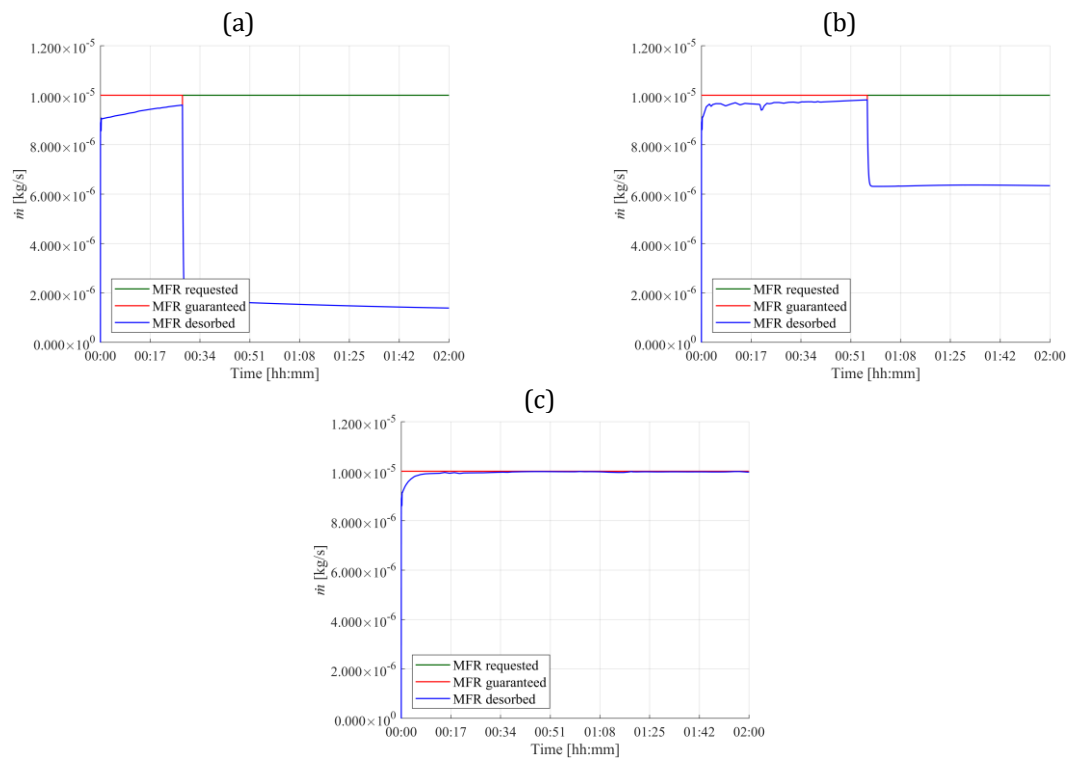 (a)
1.200×10⁻⁵
1.000×10⁻⁵
8.000×10⁻⁶
6.000×10⁻⁶
4.000×10⁻⁶
2.000×10⁻⁶
0.000×10⁰
ṁ [kg/s]
MFR requested
MFR guaranteed
MFR desorbed
00:00 00:17 00:34 00:51 01:08 01:25 01:42 02:00
Time [hh:mm]
(b)
1.200×10⁻⁵
1.000×10⁻⁵
8.000×10⁻⁶
6.000×10⁻⁶
4.000×10⁻⁶
2.000×10⁻⁶
0.000×10⁰
ṁ [kg/s]
MFR requested
MFR guaranteed
MFR desorbed
00:00 00:17 00:34 00:51 01:08 01:25 01:42 02:00
Time [hh:mm]
(c)
1.200×10⁻⁵
1.000×10⁻⁵
8.000×10⁻⁶
6.000×10⁻⁶
4.000×10⁻⁶
2.000×10⁻⁶
0.000×10⁰
ṁ [kg/s]
MFR requested
MFR guaranteed
MFR desorbed
00:00 00:17 00:34 00:51 01:08 01:25 01:42 02:00
Time [hh:mm]